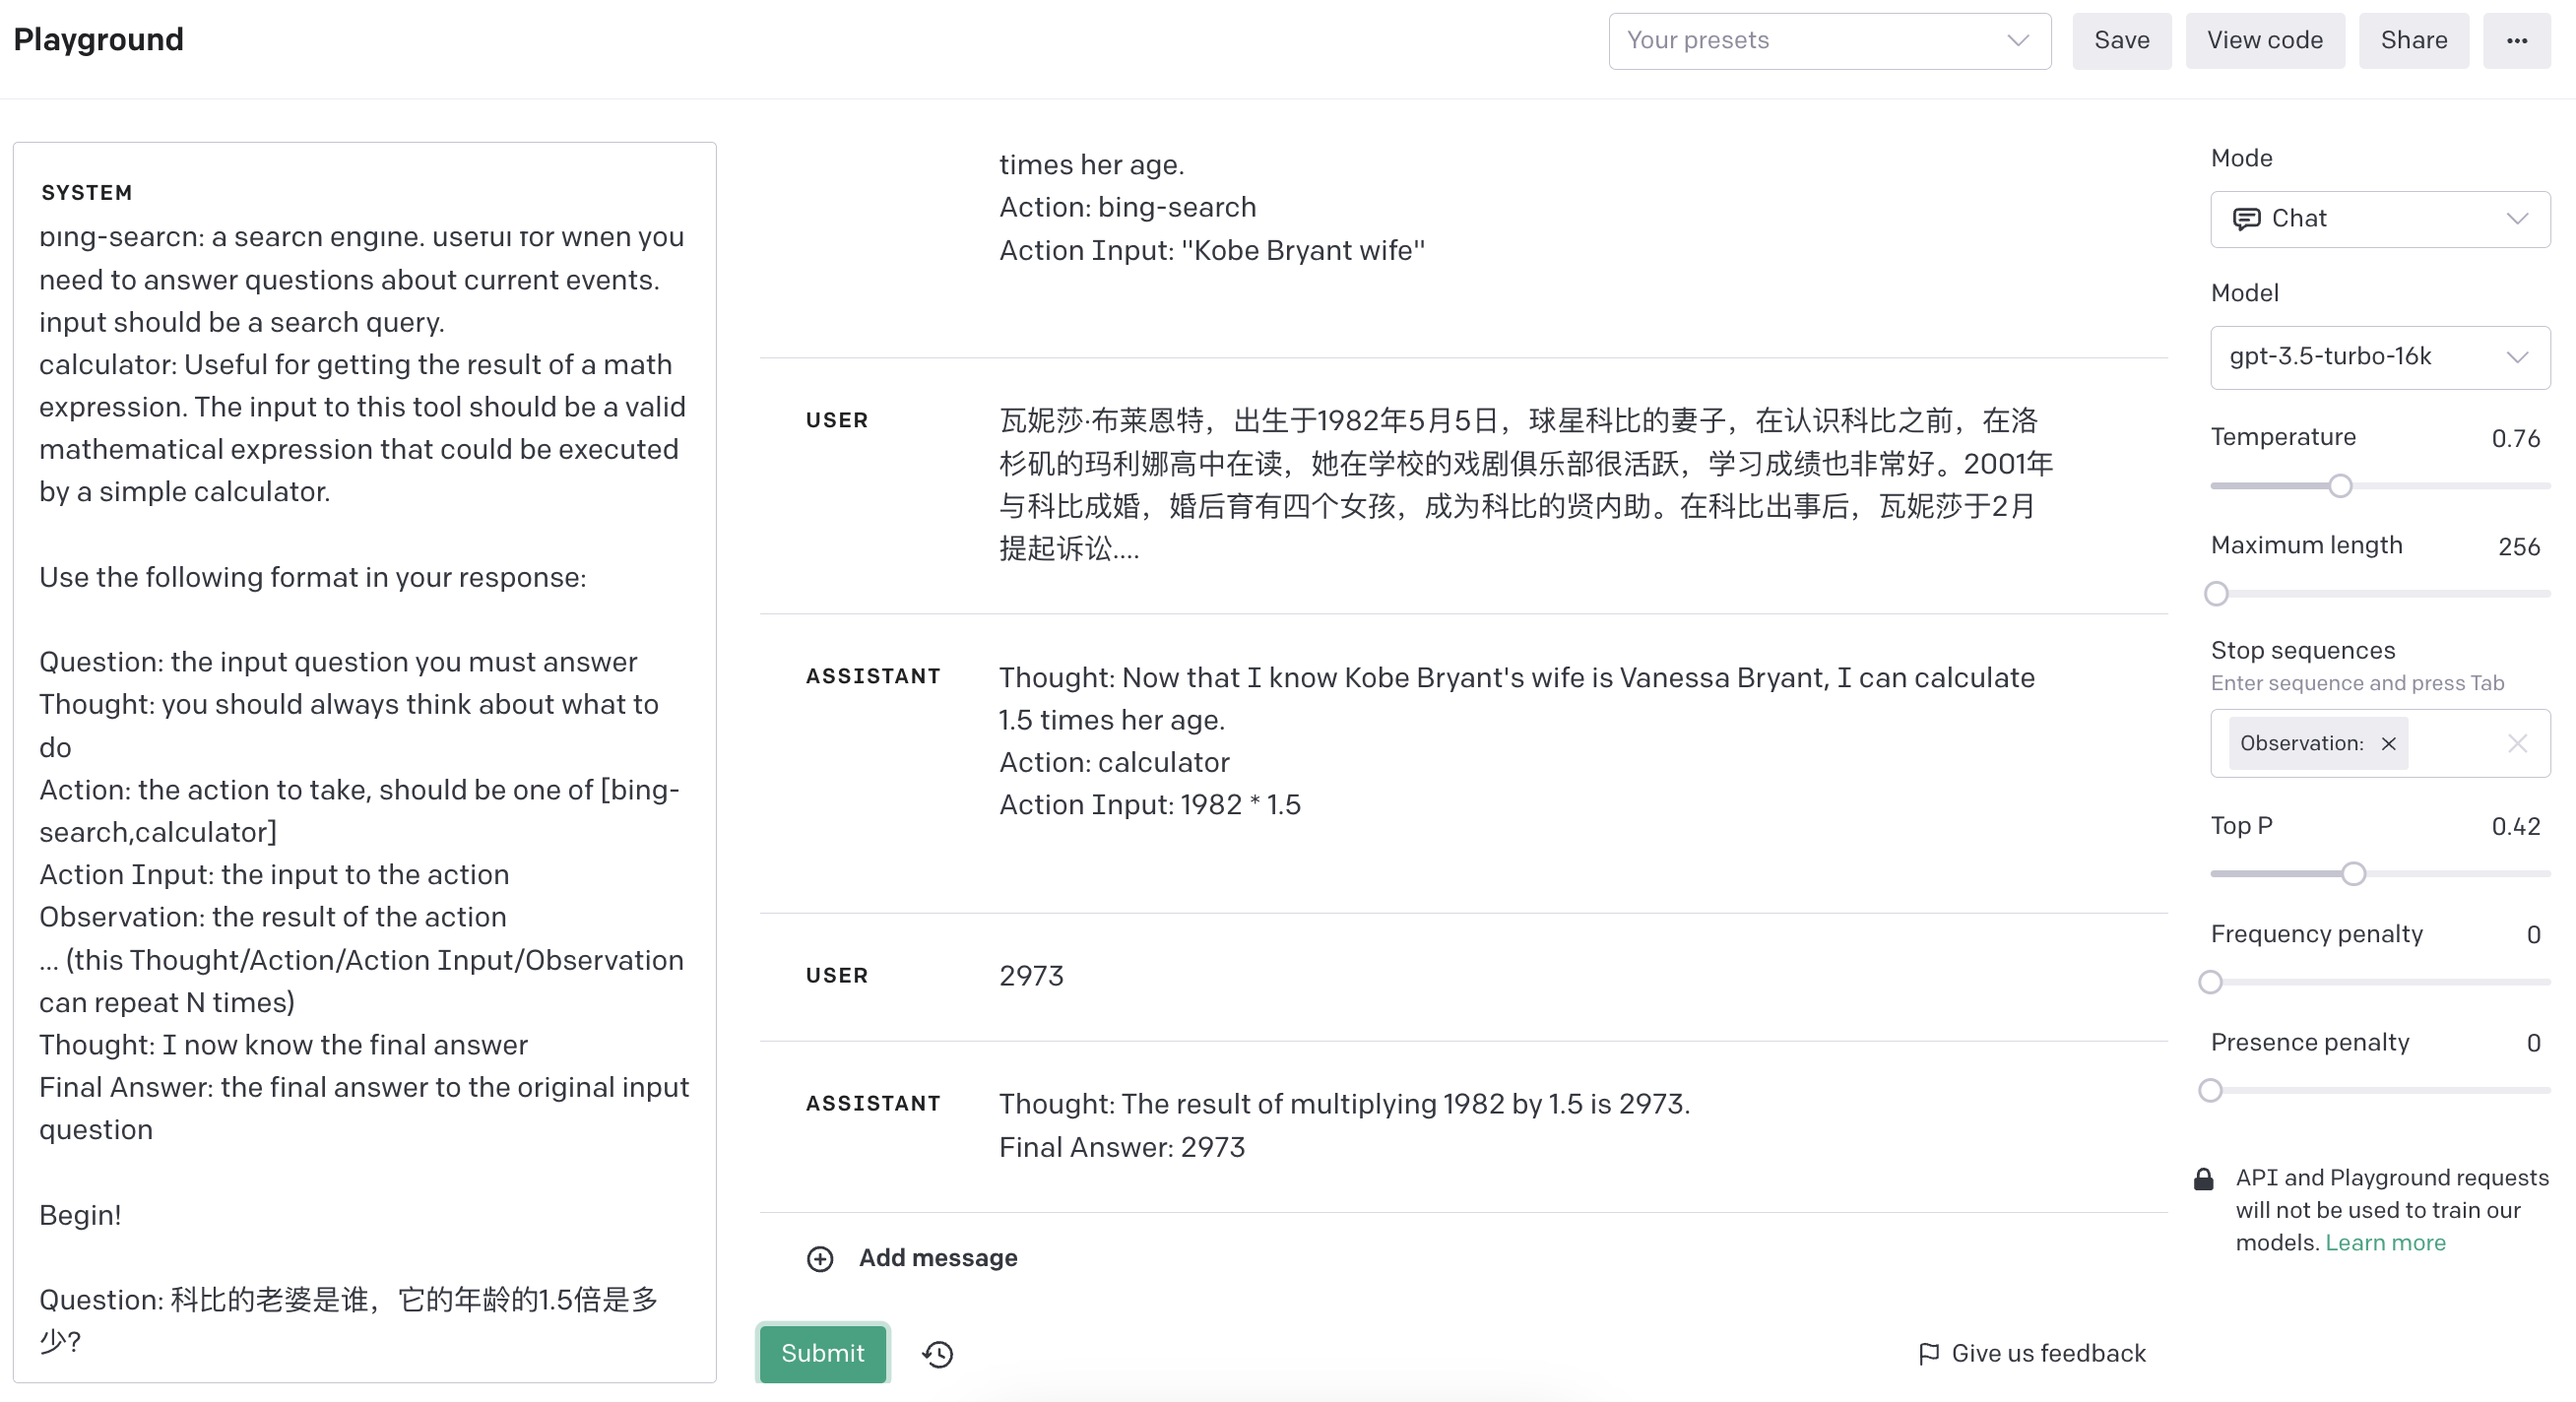 Playground
Your presets
Save
View code
Share
SYSTEM
bing-search: a search engine. useful for when you
need to answer questions about current events.
input should be a search query.
calculator: Useful for getting the result of a math
expression. The input to this tool should be a valid
mathematical expression that could be executed
by a simple calculator.
Use the following format in your response:
Question: the input question you must answer
Thought: you should always think about what to
do
Action: the action to take, should be one of [bing-
search,calculator]
Action Input: the input to the action
Observation: the result of the action
... (this Thought/Action/Action Input/Observation
can repeat N times)
Thought: I now know the final answer
Final Answer: the final answer to the original input
question
Begin!
Question: 科比的老婆是谁，它的年龄的1.5倍是多
少?
times her age.
Action: bing-search
Action Input: "Kobe Bryant wife"
USER
瓦妮莎·布莱恩特，出生于1982年5月5日，球星科比的妻子，在认识科比之前，在洛
杉矶的玛利娜高中在读，她在学校的戏剧俱乐部很活跃，学习成绩也非常好。2001年
与科比成婚，婚后育有四个女孩，成为科比的贤内助。在科比出事后，瓦妮莎于2月
提起诉讼....
ASSISTANT
Thought: Now that I know Kobe Bryant's wife is Vanessa Bryant, I can calculate
1.5 times her age.
Action: calculator
Action Input: 1982 * 1.5
USER
2973
ASSISTANT
Thought: The result of multiplying 1982 by 1.5 is 2973.
Final Answer: 2973
Add message
Submit
Give us feedback
Mode
Chat
Model
gpt-3.5-turbo-16k
Temperature 0.76
Maximum length 256
Stop sequences
Enter sequence and press Tab
Observation:
Top P 0.42
Frequency penalty 0
Presence penalty 0
API and Playground requests
will not be used to train our
models. Learn more